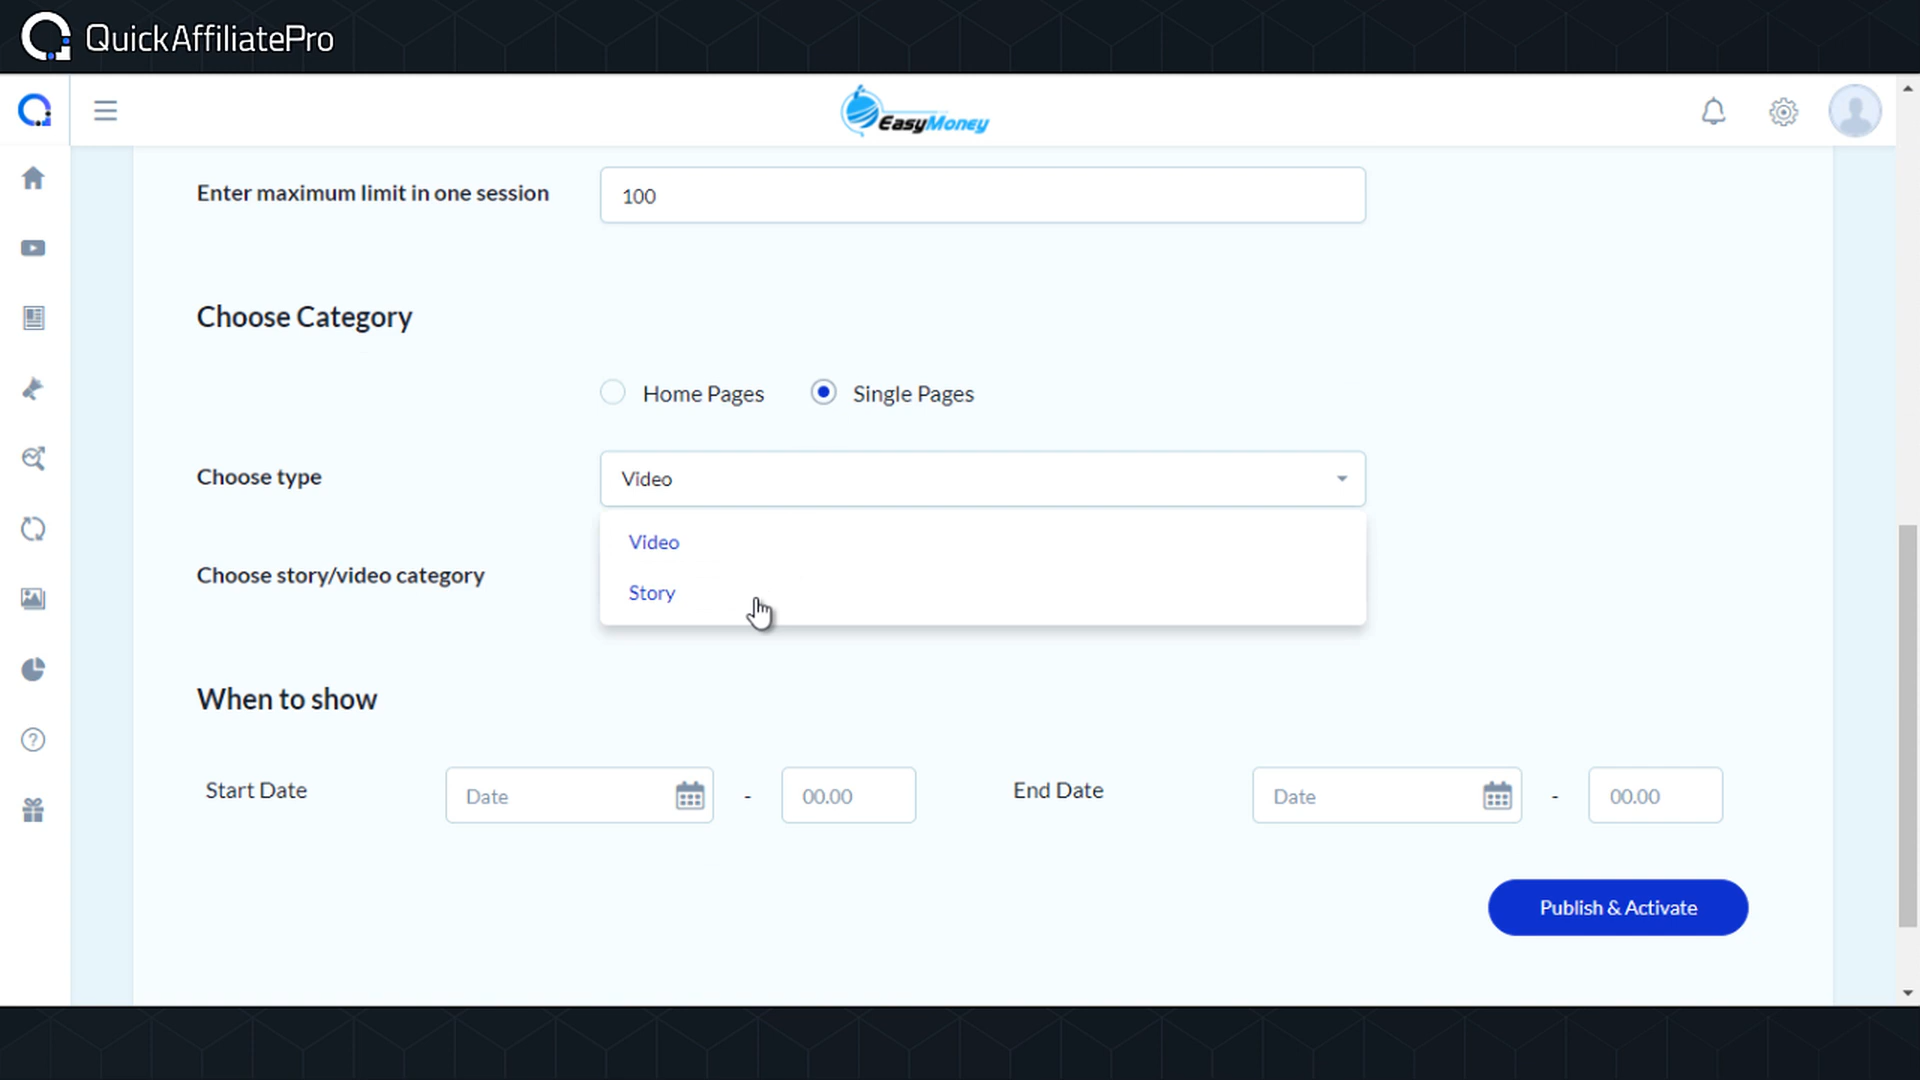 QuickAffiliatePro
EasyMoney
Enter maximum limit in one session
100
Choose Category
Home Pages
Single Pages
Choose type
Video
Video
Story
Choose story/video category
When to show
Start Date
Date
-
00.00
End Date
Date
-
00.00
Publish & Activate